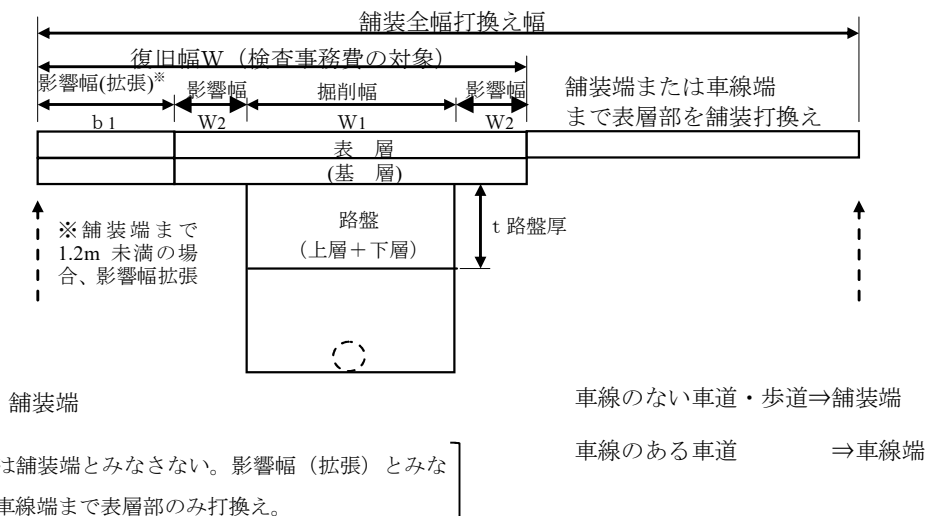 舗装全幅打換え幅
復旧幅W（検査事務費の対象）
影響幅(拡張)※
影響幅
掘削幅
影響幅
舗装端または車線端
まで表層部を舗装打換え
b 1
W2
W1
W2
表　層
(基　層)
路盤
（上層＋下層）
t 路盤厚
※舗装端まで
1.2m 未満の場
合、影響幅拡張
舗装端
車線のない車道・歩道⇒舗装端
車線のある車道　　　⇒車線端
は舗装端とみなさない。影響幅（拡張）とみな
車線端まで表層部のみ打換え。